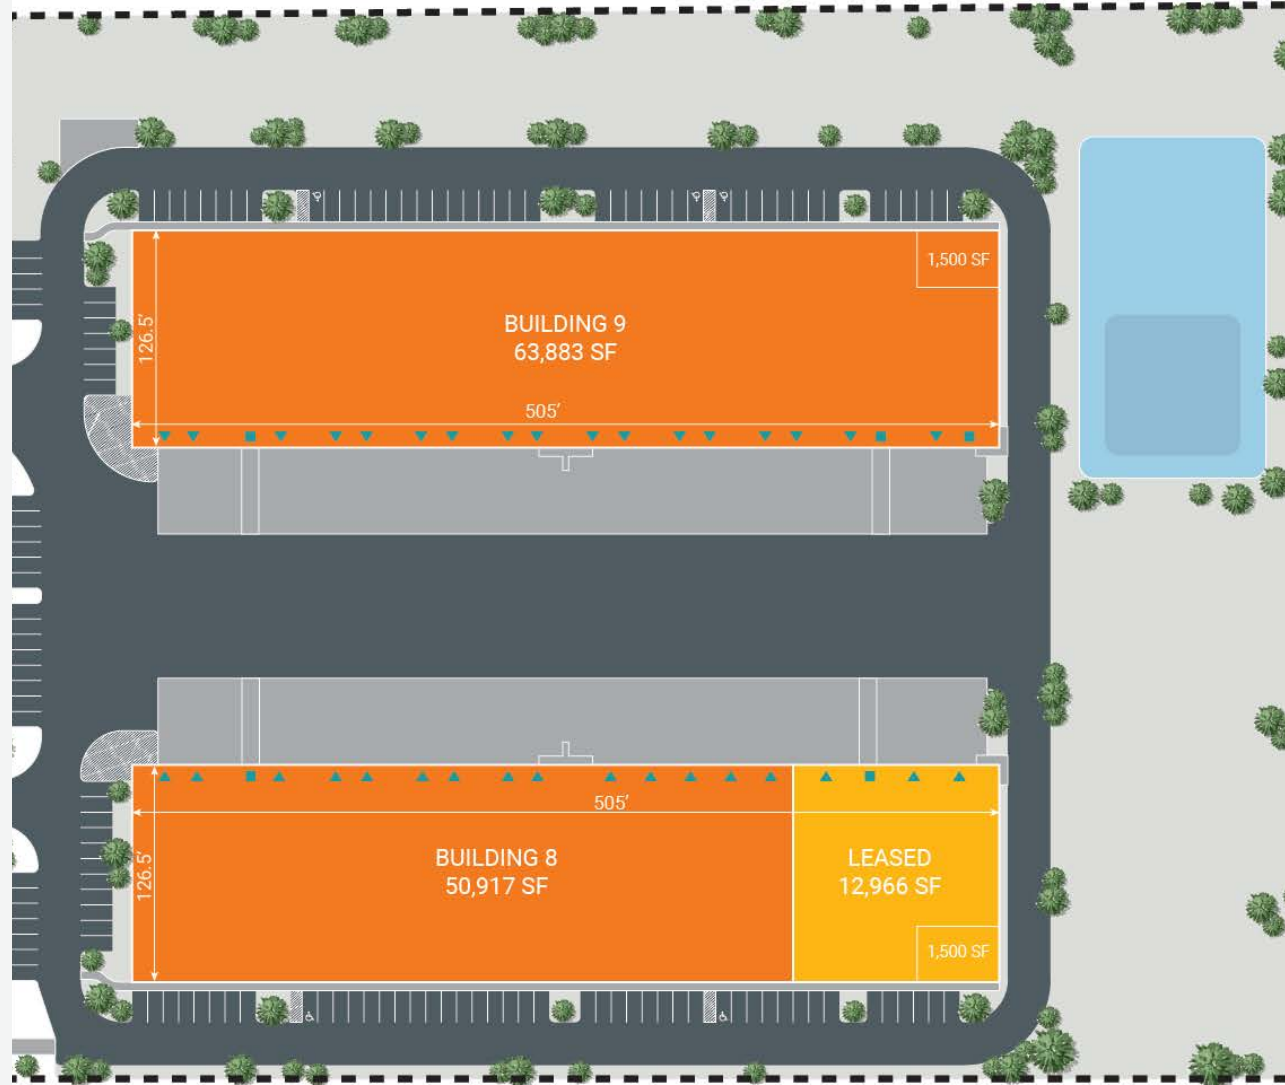 1,500 SF
126.5’
BUILDING 9
63,883 SF
505’
505’
126.5’
BUILDING 8
50,917 SF
LEASED
12,966 SF
1,500 SF